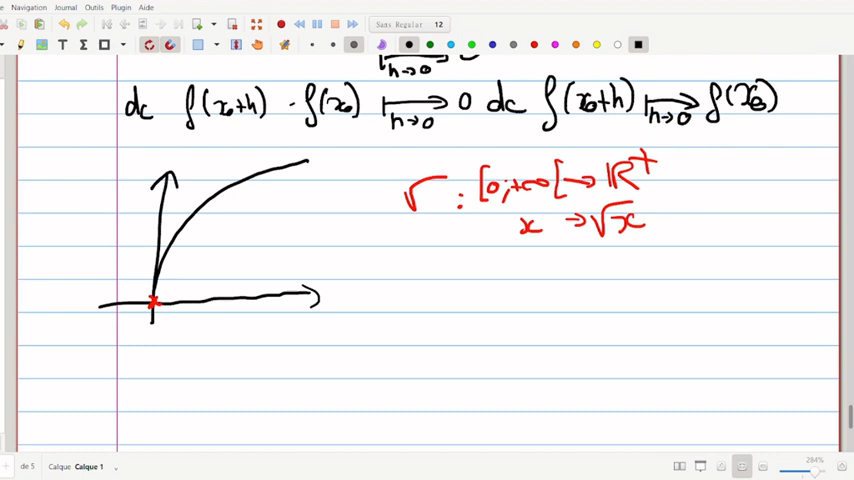 Navigation Journal Outils Plugin Aide
Sans Regular 12
h→0
dc f(x₀+h) - f(x₀) ↦ 0 dc f(x₀+h) ↦ f(x₀)
h→0 h→0
√ : [0;+∞[ → ℝ⁺
x → √x
de 5 Calque Calque 1 284%